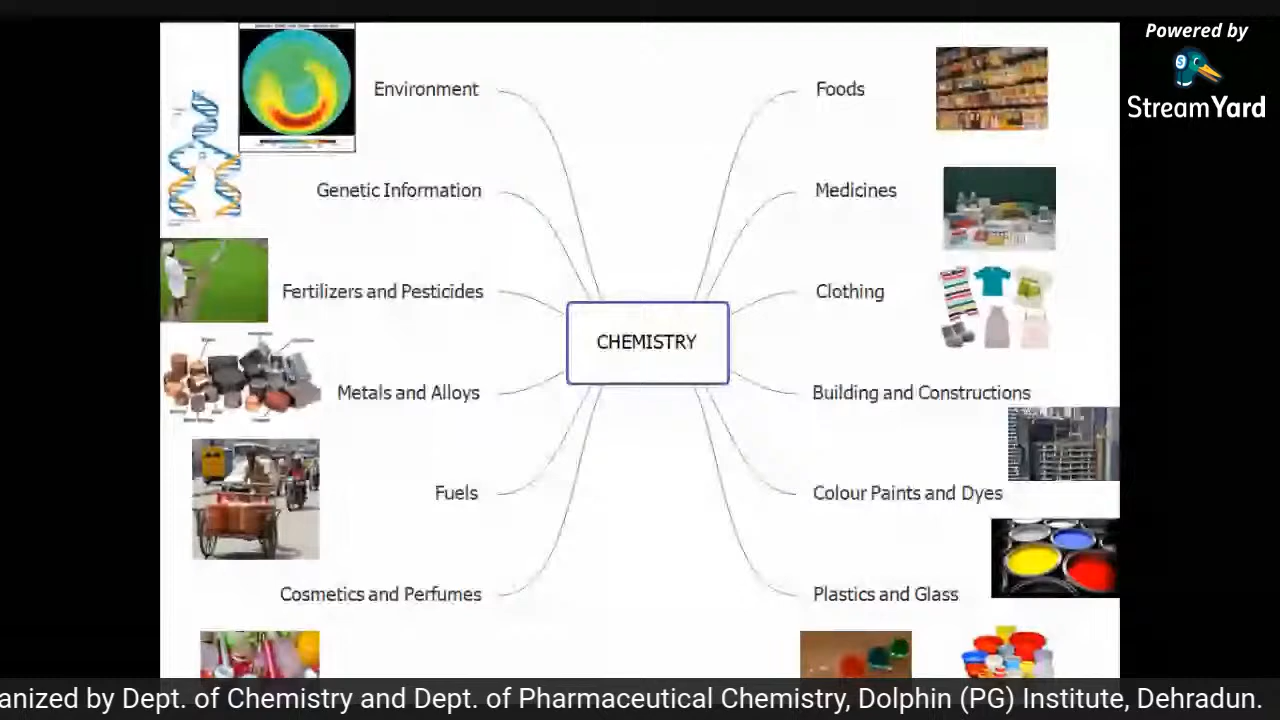 Powered by
StreamYard
Environment
Foods
Genetic Information
Medicines
Fertilizers and Pesticides
Clothing
CHEMISTRY
Metals and Alloys
Building and Constructions
Fuels
Colour Paints and Dyes
Cosmetics and Perfumes
Plastics and Glass
anized by Dept. of Chemistry and Dept. of Pharmaceutical Chemistry, Dolphin (PG) Institute, Dehradun.